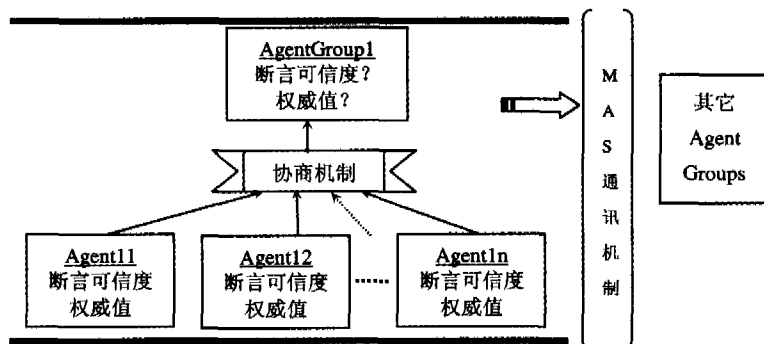 AgentGroup1
断言可信度?
权威值?
协商机制
Agent11
断言可信度
权威值
Agent12
断言可信度
权威值
Agent1n
断言可信度
权威值
M
A
S
通
讯
机
制
其它
Agent
Groups